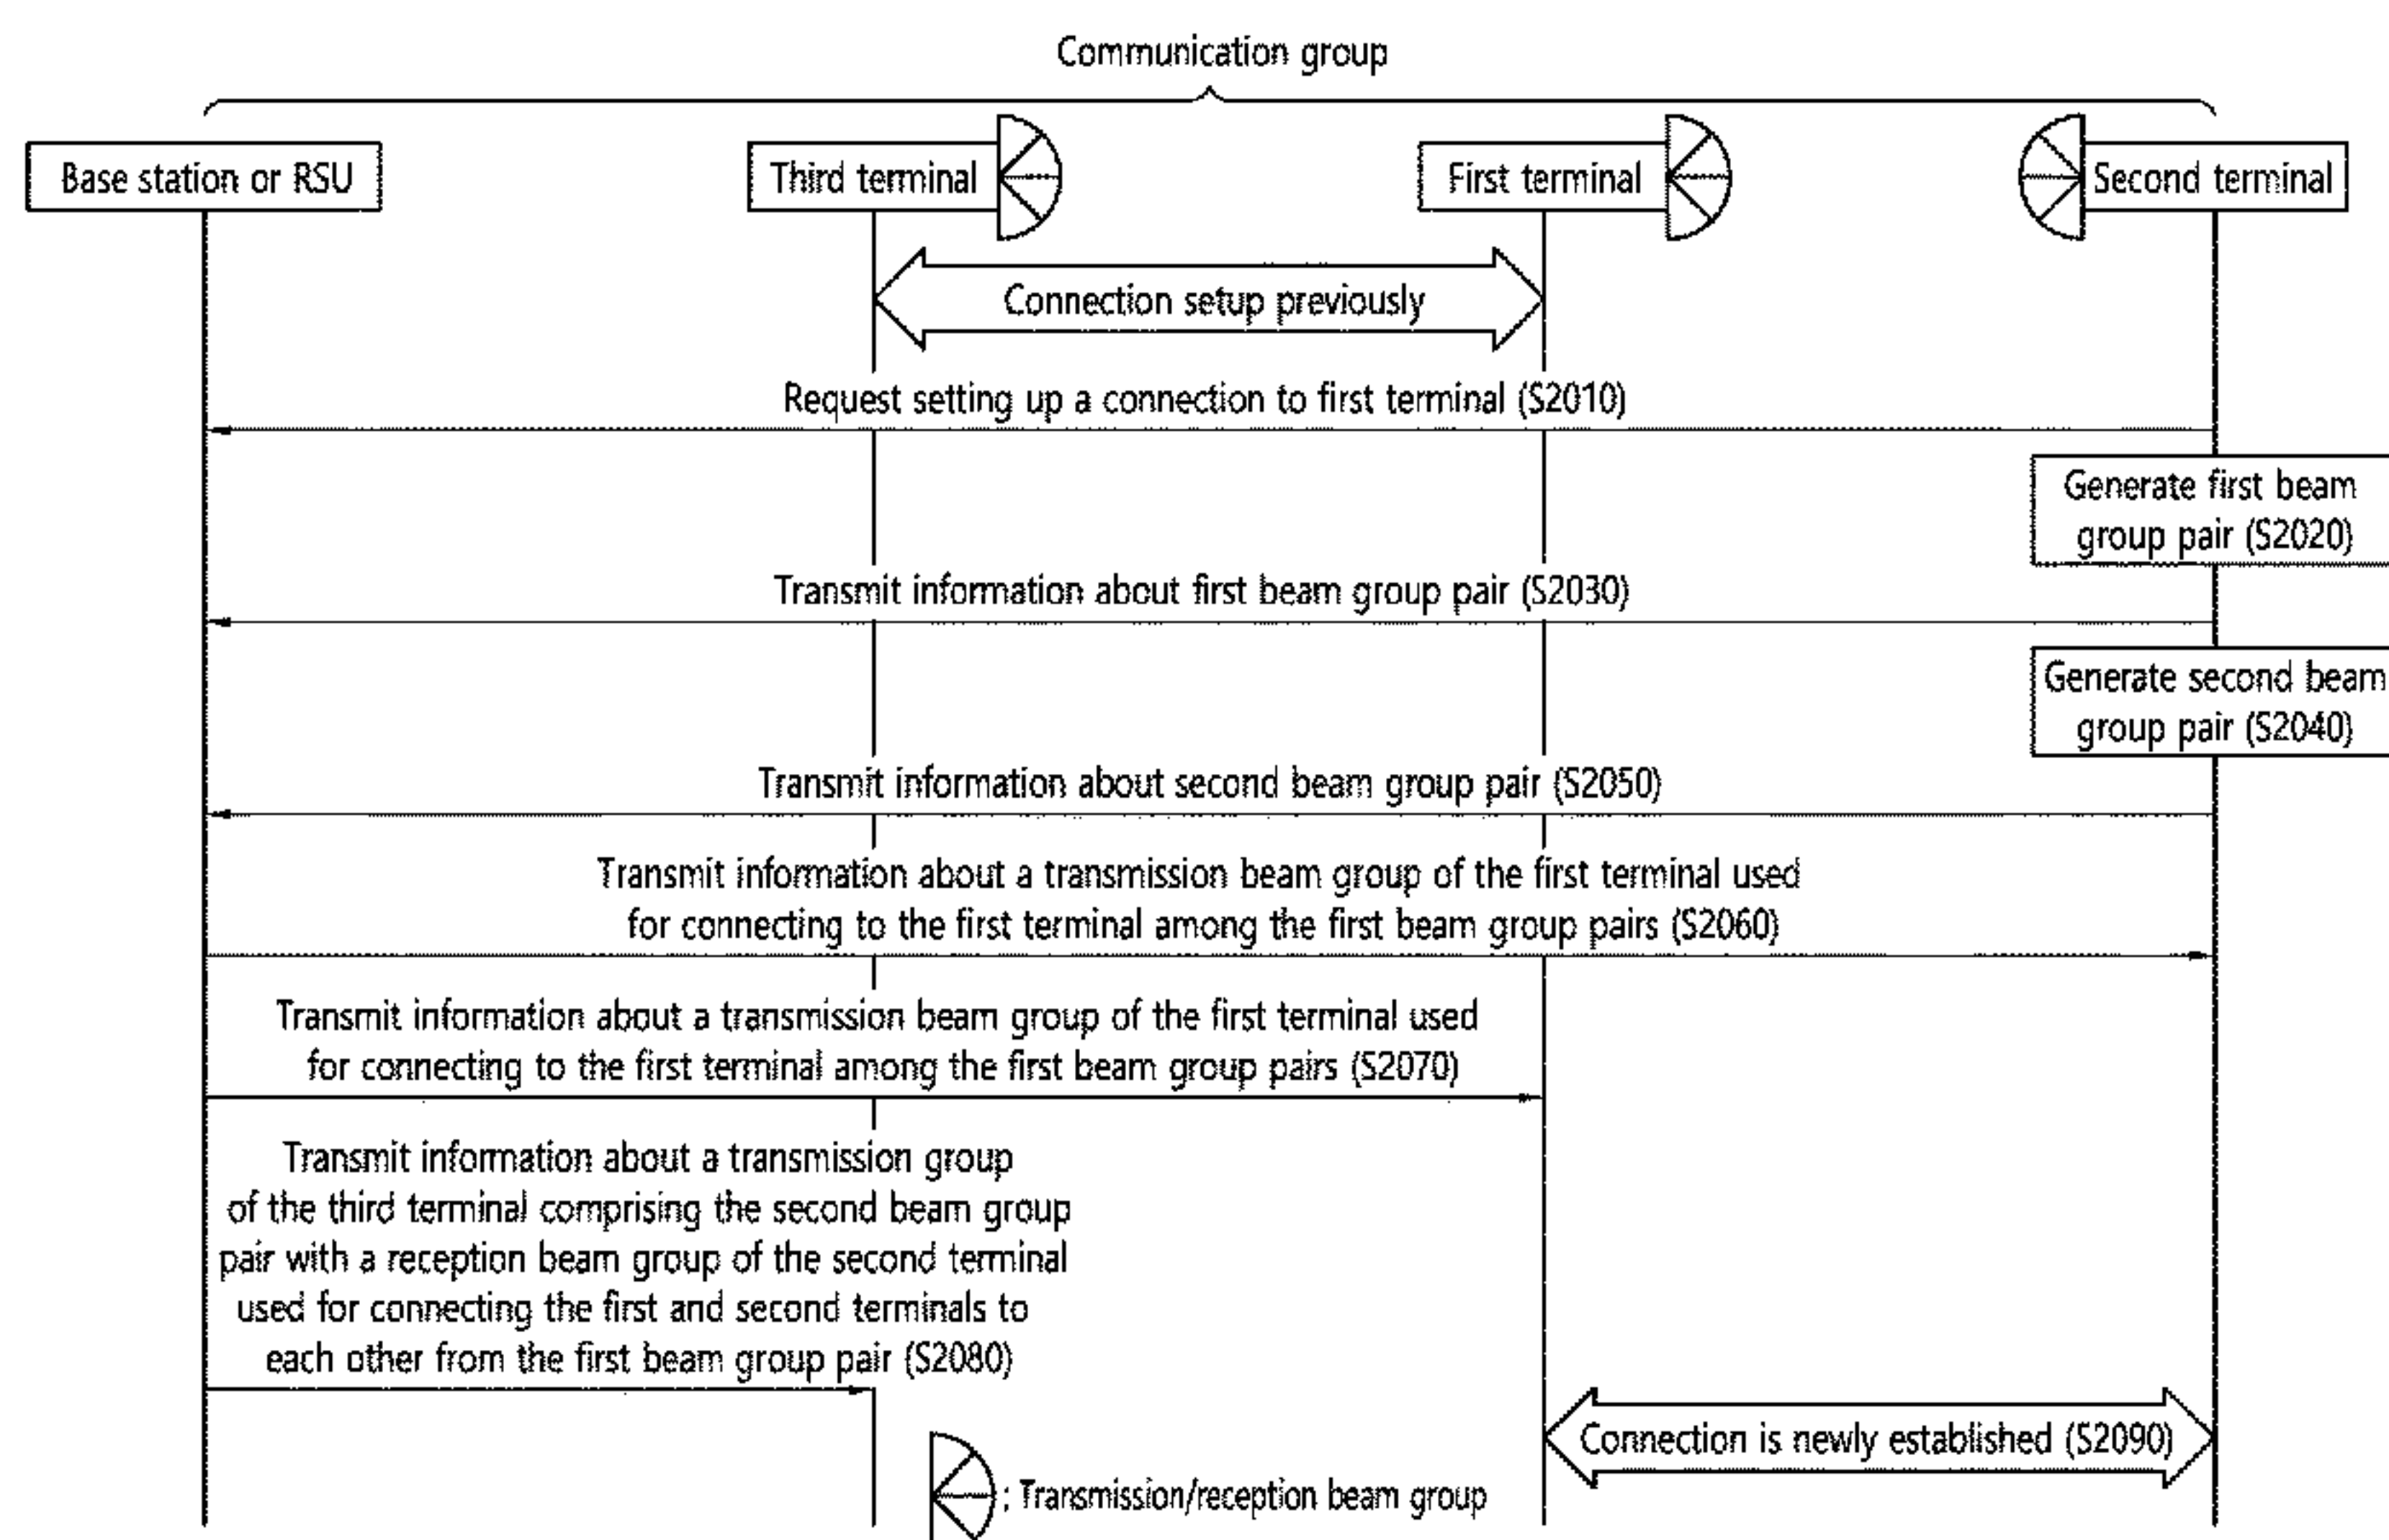 Communication group
Base station or RSU
Third terminal
First terminal
Second terminal
Connection setup previously
Request setting up a connection to first terminal (S2010)
Generate first beam
group pair (S2020)
Transmit information about first beam group pair (S2030)
Generate second beam
group pair (S2040)
Transmit information about second beam group pair (S2050)
Transmit information about a transmission beam group of the first terminal used
for connecting to the first terminal among the first beam group pairs (S2060)
Transmit information about a transmission beam group of the first terminal used
for connecting to the first terminal among the first beam group pairs (S2070)
Transmit information about a transmission group
of the third terminal comprising the second beam group
pair with a reception beam group of the second terminal
used for connecting the first and second terminals to
each other from the first beam group pair (S2080)
Connection is newly established (S2090)
: Transmission/reception beam group